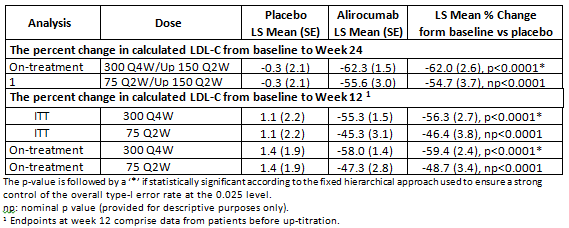 Analysis Dose Placebo LS Mean (SE) Alirocumab LS Mean (SE) LS Mean % Change form baseline vs placebo
The percent change in calculated LDL-C from baseline to Week 24
On-treatment 300 Q4W/Up 150 Q2W -0.3 (2.1) -62.3 (1.5) -62.0 (2.6), p<0.0001*
1 75 Q2W/Up 150 Q2W -0.3 (2.1) -55.6 (3.0) -54.7 (3.7), np<0.0001
The percent change in calculated LDL-C from baseline to Week 12 ¹
ITT 300 Q4W 1.1 (2.2) -55.3 (1.5) -56.3 (2.7), p<0.0001*
ITT 75 Q2W 1.1 (2.2) -45.3 (3.1) -46.4 (3.8), np<0.0001
On-treatment 300 Q4W 1.4 (1.9) -58.0 (1.4) -59.4 (2.4), p<0.0001*
On-treatment 75 Q2W 1.4 (1.9) -47.3 (2.8) -48.7 (3.4), np<0.0001
The p-value is followed by a '*' if statistically significant according to the fixed hierarchical approach used to ensure a strong
control of the overall type-I error rate at the 0.025 level.
np: nominal p value (provided for descriptive purposes only).
¹ Endpoints at week 12 comprise data from patients before up-titration.